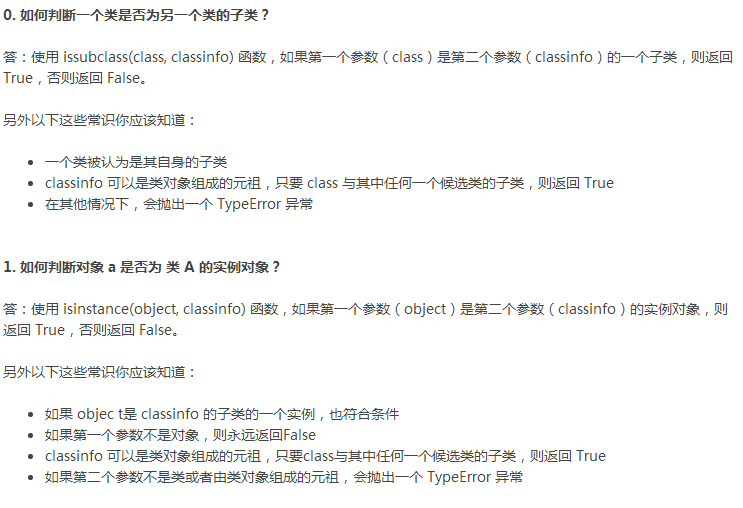 0. 如何判断一个类是否为另一个类的子类？
答：使用 issubclass(class, classinfo) 函数，如果第一个参数（class）是第二个参数（classinfo）的一个子类，则返回
True，否则返回 False。
另外以下这些常识你应该知道：
• 一个类被认为是其自身的子类
• classinfo 可以是类对象组成的元祖，只要 class 与其中任何一个候选类的子类，则返回 True
• 在其他情况下，会抛出一个 TypeError 异常
1. 如何判断对象 a 是否为 类 A 的实例对象？
答：使用 isinstance(object, classinfo) 函数，如果第一个参数（object）是第二个参数（classinfo）的实例对象，则
返回 True，否则返回 False。
另外以下这些常识你应该知道：
• 如果 objec t是 classinfo 的子类的一个实例，也符合条件
• 如果第一个参数不是对象，则永远返回False
• classinfo 可以是类对象组成的元祖，只要class与其中任何一个候选类的子类，则返回 True
• 如果第二个参数不是类或者由类对象组成的元祖，会抛出一个 TypeError 异常